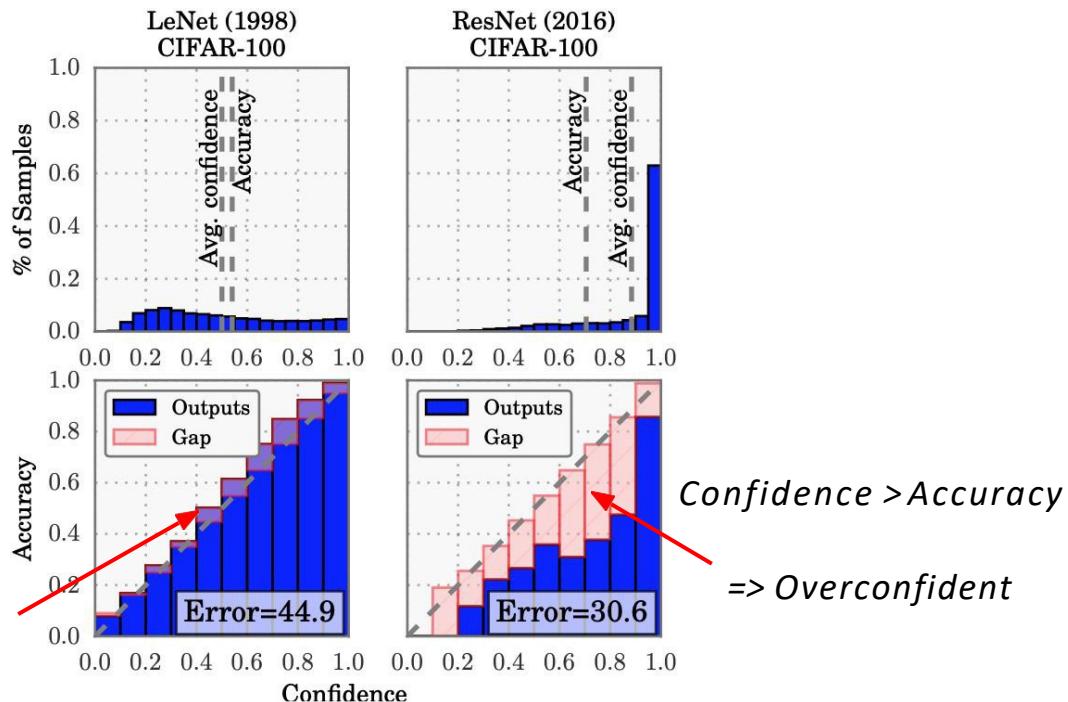 LeNet (1998)
CIFAR-100
ResNet (2016)
CIFAR-100
% of Samples
1.0
0.8
0.6
0.4
0.2
0.0
Avg. confidence
Accuracy
Accuracy
Avg. confidence
0.0 0.2 0.4 0.6 0.8 1.0
0.0 0.2 0.4 0.6 0.8 1.0
Accuracy
1.0
0.8
0.6
0.4
0.2
0.0
Outputs
Gap
Error=44.9
Outputs
Gap
Error=30.6
0.0 0.2 0.4 0.6 0.8 1.0
0.0 0.2 0.4 0.6 0.8 1.0
Confidence
Confidence > Accuracy
=> Overconfident